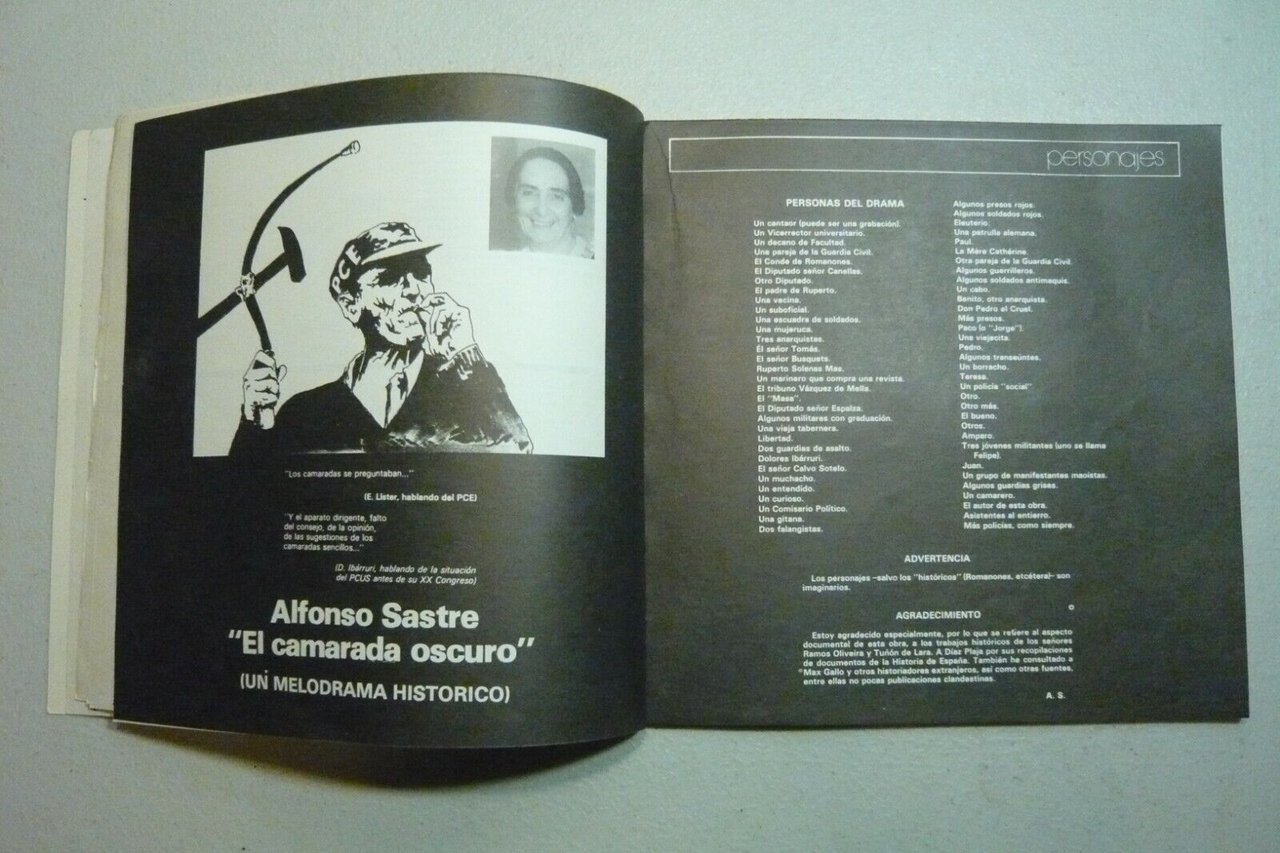 PCE
"Los camaradas se preguntaban..."
(E. Lister, hablando del PCE)
"Y el aparato dirigente, falto
del consejo, de la opinión,
de las sugestiones de los
camaradas sencillos..."
(D. Ibárruri, hablando de la situación
del PCUS antes de su XX Congreso)
Alfonso Sastre
"El camarada oscuro"
(UN MELODRAMA HISTORICO)
personajes
PERSONAS DEL DRAMA
Un cantaor (puede ser una grabación).
Un Vicerrector universitario.
Un decano de Facultad.
Una pareja de la Guardia Civil.
El Conde de Romanones.
El Diputado señor Canellas.
Otro Diputado.
El padre de Ruperto.
Una vecina.
Un suboficial.
Una escuadra de soldados.
Una mujeruca.
Tres anarquistas.
El señor Tomás.
El señor Busquets.
Ruperto Solenas Mas.
Un marinero que compra una revista.
El tribuno Vázquez de Mella.
El "Masa".
El Diputado señor Espalza.
Algunos militares con graduación.
Una vieja tabernera.
Libertad.
Dos guardias de asalto.
Dolores Ibárruri.
El señor Calvo Sotelo.
Un muchacho.
Un entendido.
Un curioso.
Un Comisario Político.
Una gitana.
Dos falangistas.
Algunos presos rojos.
Algunos soldados rojos.
Eleuterio.
Una patrulla alemana.
Paul.
La Mère Cathérine.
Otra pareja de la Guardia Civil.
Algunos guerrilleros.
Algunos soldados antimaquis.
Un cabo.
Benito, otro anarquista.
Don Pedro el Cruel.
Más presos.
Paco (o "Jorge").
Una viejecita.
Pedro.
Algunos transeúntes.
Un borracho.
Teresa.
Un policía "social"
Otro.
Otro más.
El bueno.
Otros.
Amparo.
Tres jóvenes militantes (uno se llama
Felipe).
Juan.
Un grupo de manifestantes maoistas.
Algunos guardias grises.
Un camarero.
El autor de esta obra.
Asistentes al entierro.
Más policías, como siempre.
ADVERTENCIA
Los personajes -salvo los "históricos" (Romanones, etcétera)- son
imaginarios.
AGRADECIMIENTO
Estoy agradecido especialmente, por lo que se refiere al aspecto
documental de esta obra, a los trabajos históricos de los señores
Ramos Oliveira y Tuñón de Lara. A Díaz Plaja por sus recopilaciones
de documentos de la Historia de España. También he consultado a
Max Gallo y otros historiadores extranjeros, así como otras fuentes,
entre ellas no pocas publicaciones clandestinas.
A. S.